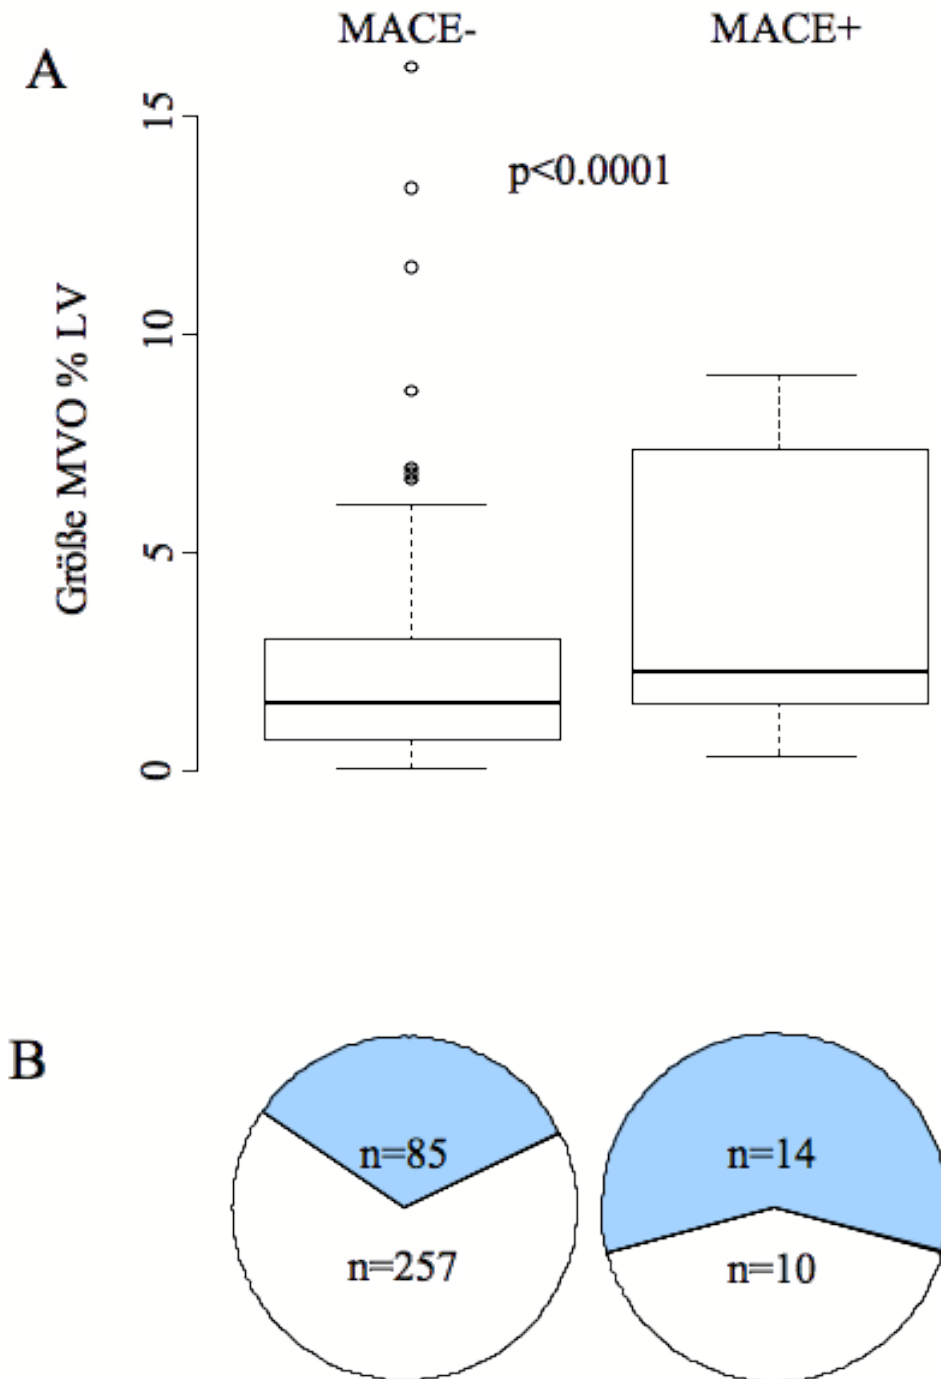 MACE- MACE+
A
15
p<0.0001
10
5
0
Größe MVO % LV
B
n=85 n=14
n=257 n=10